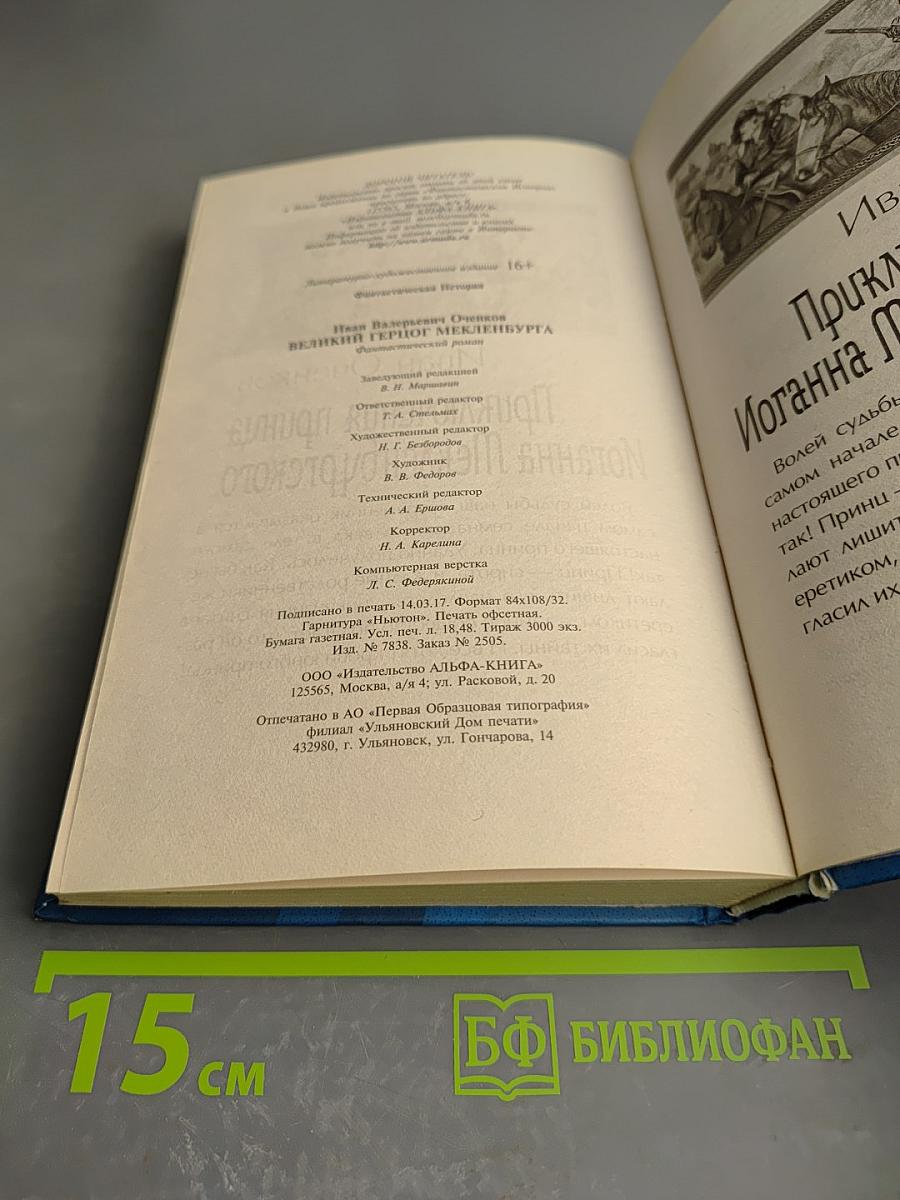 16+
Литературно-художественное издание
Фантастическая История
Иван Валерьевич Оченков
ВЕЛИКИЙ ГЕРЦОГ МЕКЛЕНБУРГА
Фантастический роман
Заведующий редакцией
В. Н. Маршавин
Ответственный редактор
Т. А. Стельмах
Художественный редактор
Н. Г. Безбородов
Художник
В. В. Федоров
Технический редактор
А. А. Ершова
Корректор
Н. А. Карелина
Компьютерная верстка
Л. С. Федерякиной
Подписано в печать 14.03.17. Формат 84х108/32.
Гарнитура «Ньютон». Печать офсетная.
Бумага газетная. Усл. печ. л. 18,48. Тираж 3000 экз.
Изд. № 7838. Заказ № 2505.
ООО «Издательство АЛЬФА-КНИГА»
125565, Москва, а/я 4; ул. Расковой, д. 20
Отпечатано в АО «Первая Образцовая типография»
филиал «Ульяновский Дом печати»
432980, г. Ульяновск, ул. Гончарова, 14
Ив
Приклю
Иоганна М
Волей судьбы
самом начале
настоящего п
так! Принц –
лают лишит
еретиком,
гласил их
15 см
БФ БИБЛИОФАН